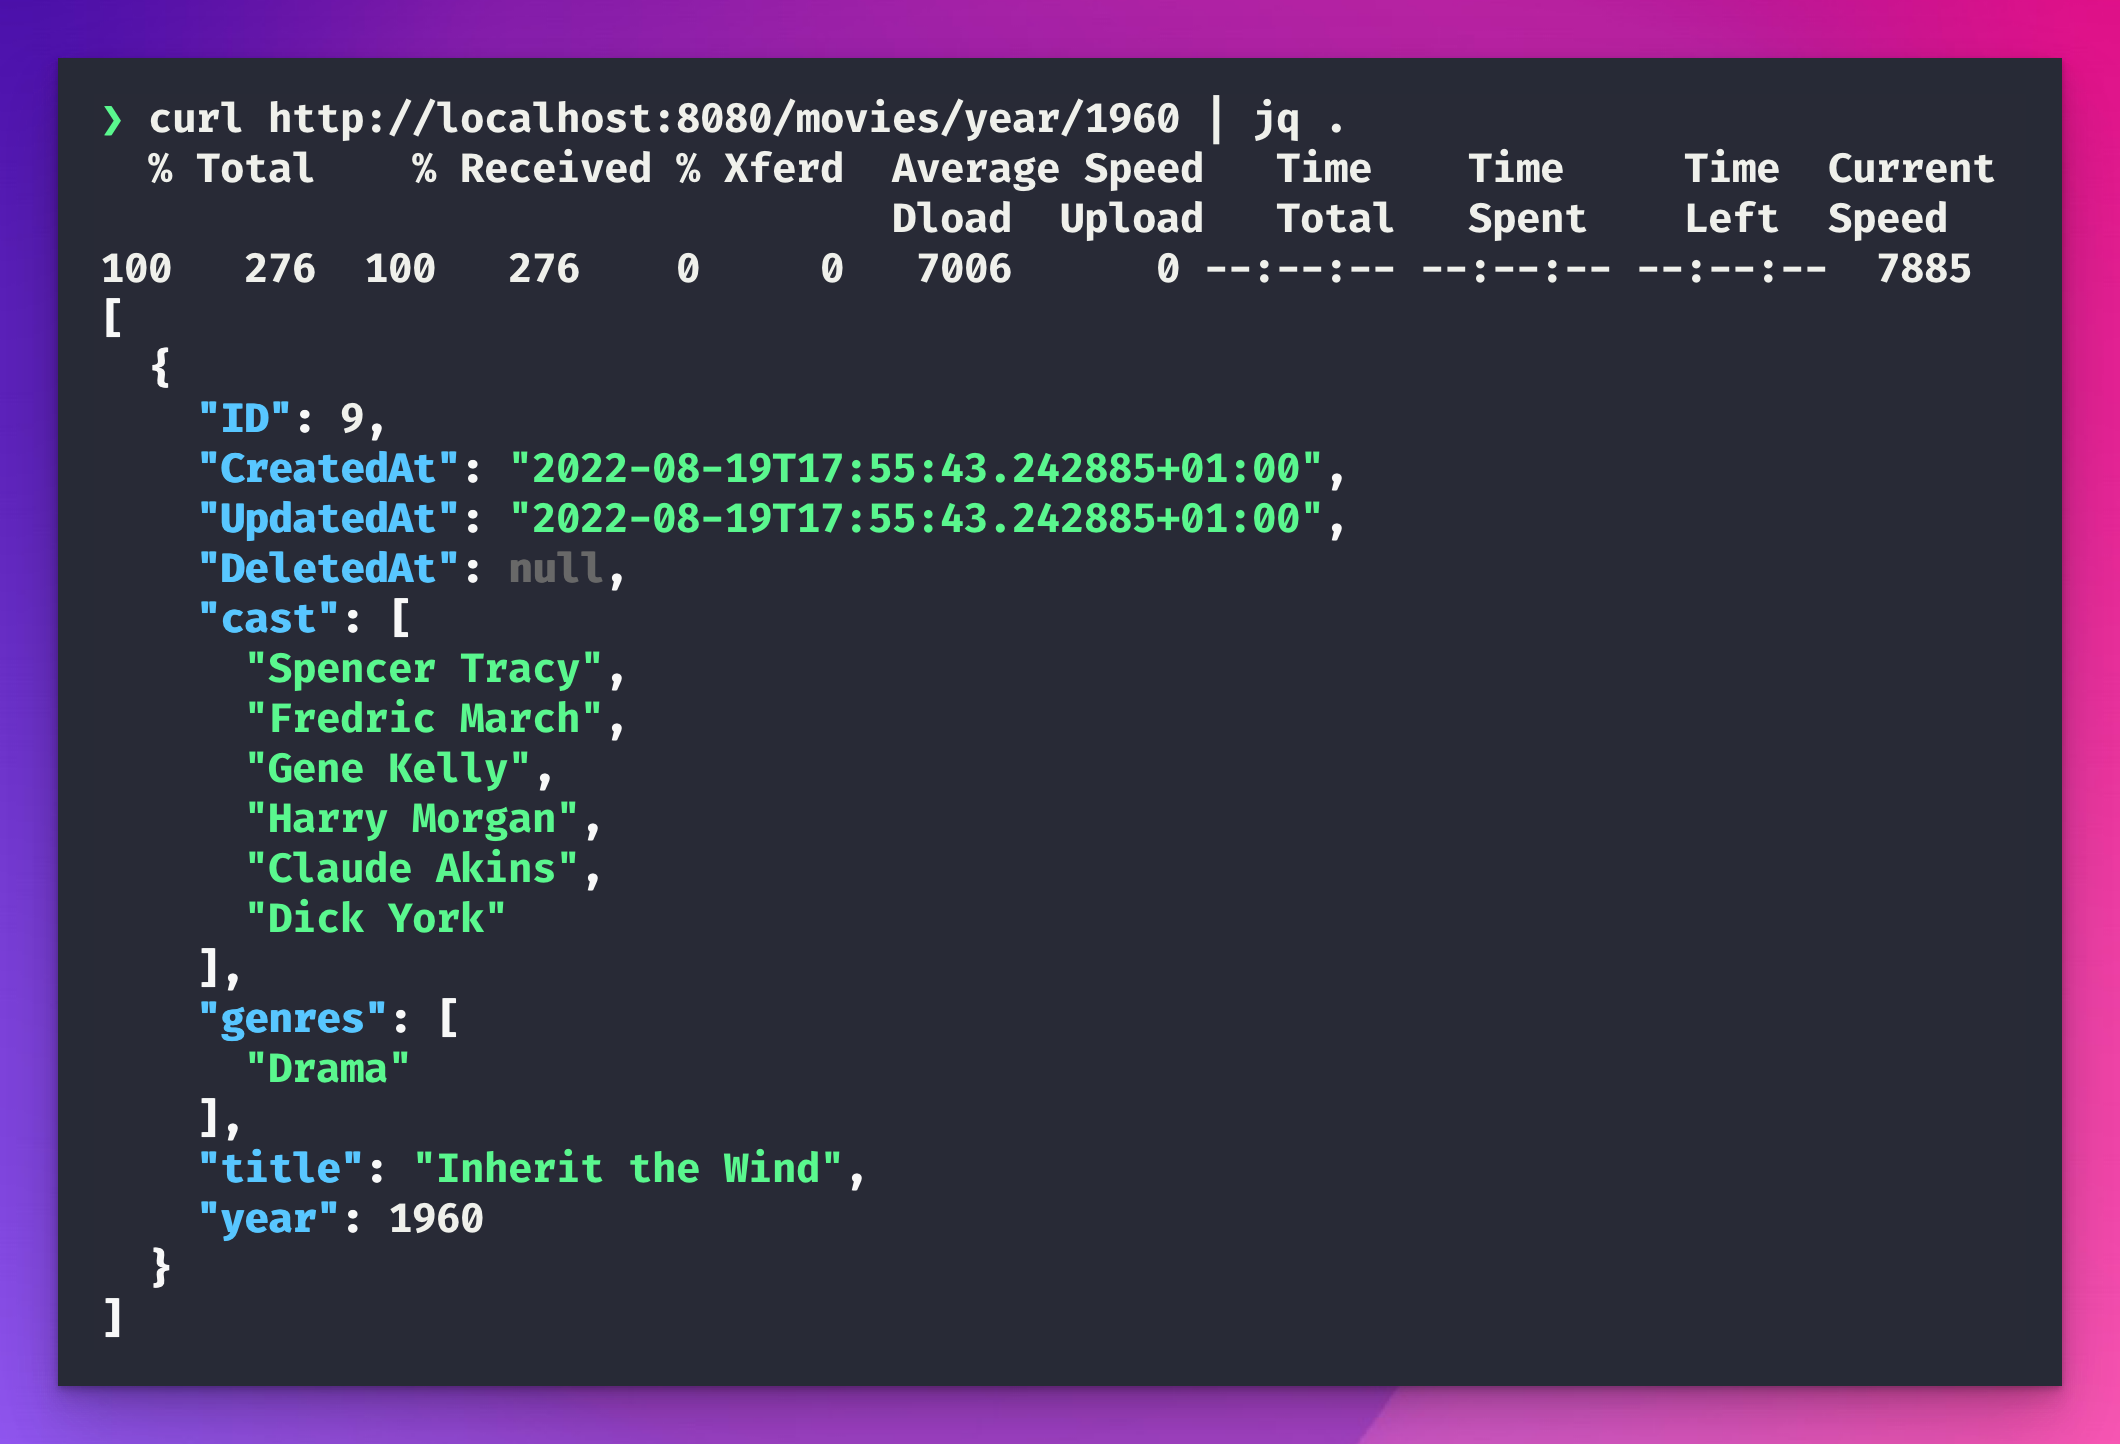 ❯ curl http://localhost:8080/movies/year/1960 | jq .
  % Total    % Received % Xferd  Average Speed   Time    Time     Time  Current
                                 Dload  Upload   Total   Spent    Left  Speed
100   276  100   276    0     0   7006      0 --:--:-- --:--:-- --:--:--  7885
[
  {
    "ID": 9,
    "CreatedAt": "2022-08-19T17:55:43.242885+01:00",
    "UpdatedAt": "2022-08-19T17:55:43.242885+01:00",
    "DeletedAt": null,
    "cast": [
      "Spencer Tracy",
      "Fredric March",
      "Gene Kelly",
      "Harry Morgan",
      "Claude Akins",
      "Dick York"
    ],
    "genres": [
      "Drama"
    ],
    "title": "Inherit the Wind",
    "year": 1960
  }
]